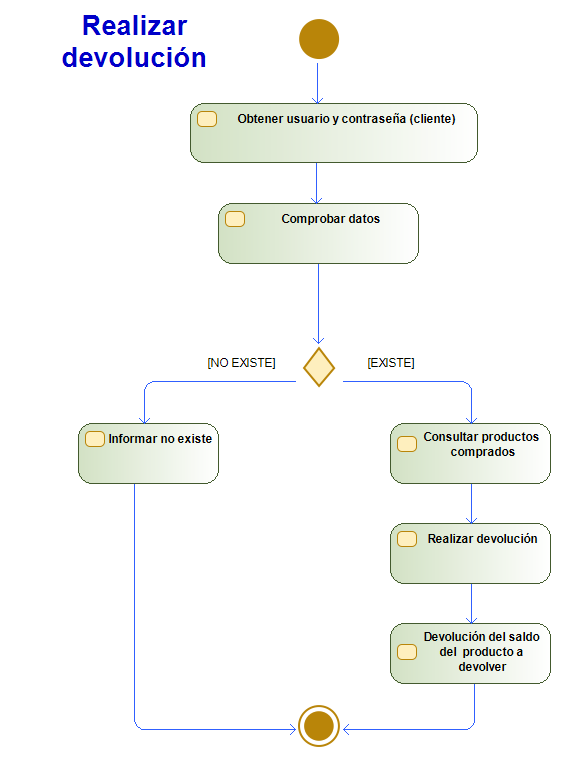 Realizar
devolución
Obtener usuario y contraseña (cliente)
Comprobar datos
[NO EXISTE]
[EXISTE]
Informar no existe
Consultar productos
comprados
Realizar devolución
Devolución del saldo
del producto a
devolver